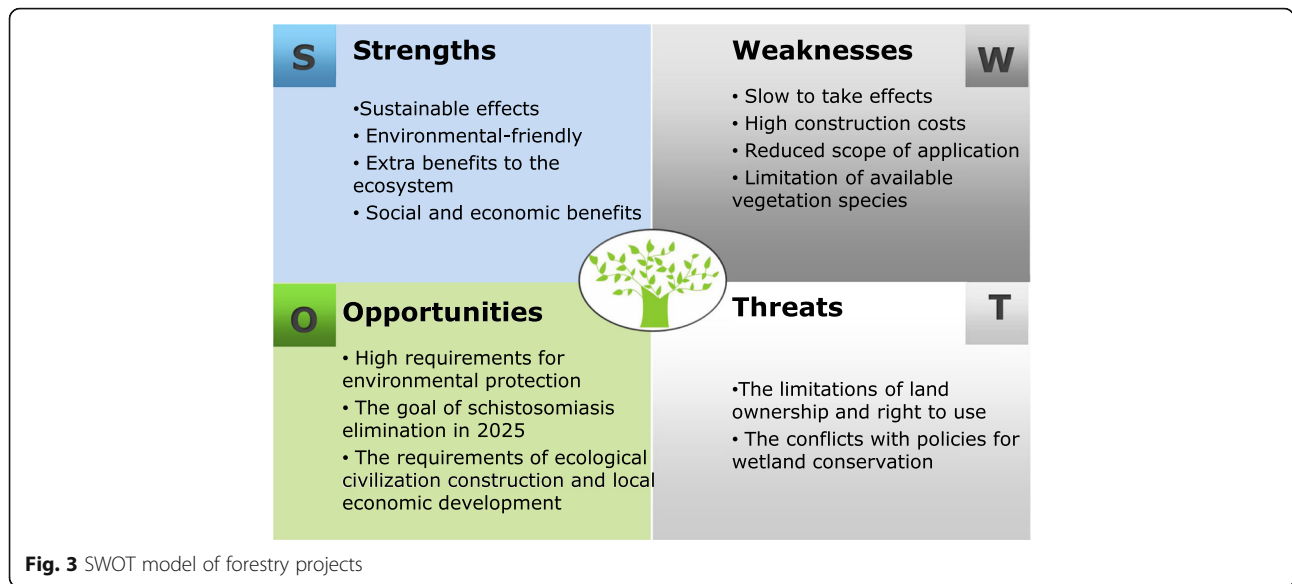 S
Strengths
•Sustainable effects
• Environmental-friendly
• Extra benefits to the
ecosystem
• Social and economic benefits
Weaknesses
W
• Slow to take effects
• High construction costs
• Reduced scope of application
• Limitation of available
vegetation species
O
Opportunities
• High requirements for
environmental protection
• The goal of schistosomiasis
elimination in 2025
• The requirements of ecological
civilization construction and local
economic development
Threats
T
•The limitations of land
ownership and right to use
• The conflicts with policies for
wetland conservation
Fig. 3 SWOT model of forestry projects